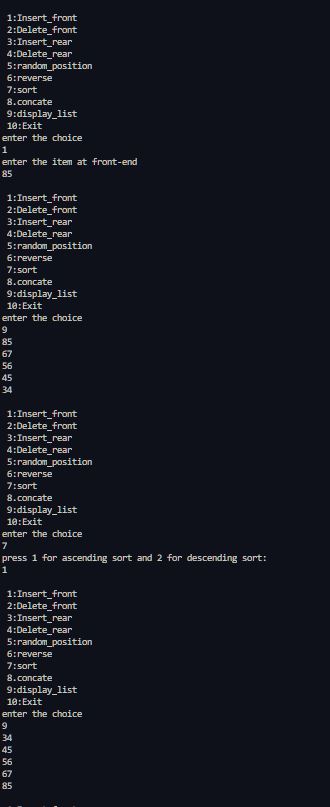 1:Insert_front
2:Delete_front
3:Insert_rear
4:Delete_rear
5:random_position
6:reverse
7:sort
8.concate
9:display_list
10:Exit
enter the choice
1
enter the item at front-end
85
1:Insert_front
2:Delete_front
3:Insert_rear
4:Delete_rear
5:random_position
6:reverse
7:sort
8.concate
9:display_list
10:Exit
enter the choice
9
85
67
56
45
34
1:Insert_front
2:Delete_front
3:Insert_rear
4:Delete_rear
5:random_position
6:reverse
7:sort
8.concate
9:display_list
10:Exit
enter the choice
7
press 1 for ascending sort and 2 for descending sort:
1
1:Insert_front
2:Delete_front
3:Insert_rear
4:Delete_rear
5:random_position
6:reverse
7:sort
8.concate
9:display_list
10:Exit
enter the choice
9
34
45
56
67
85